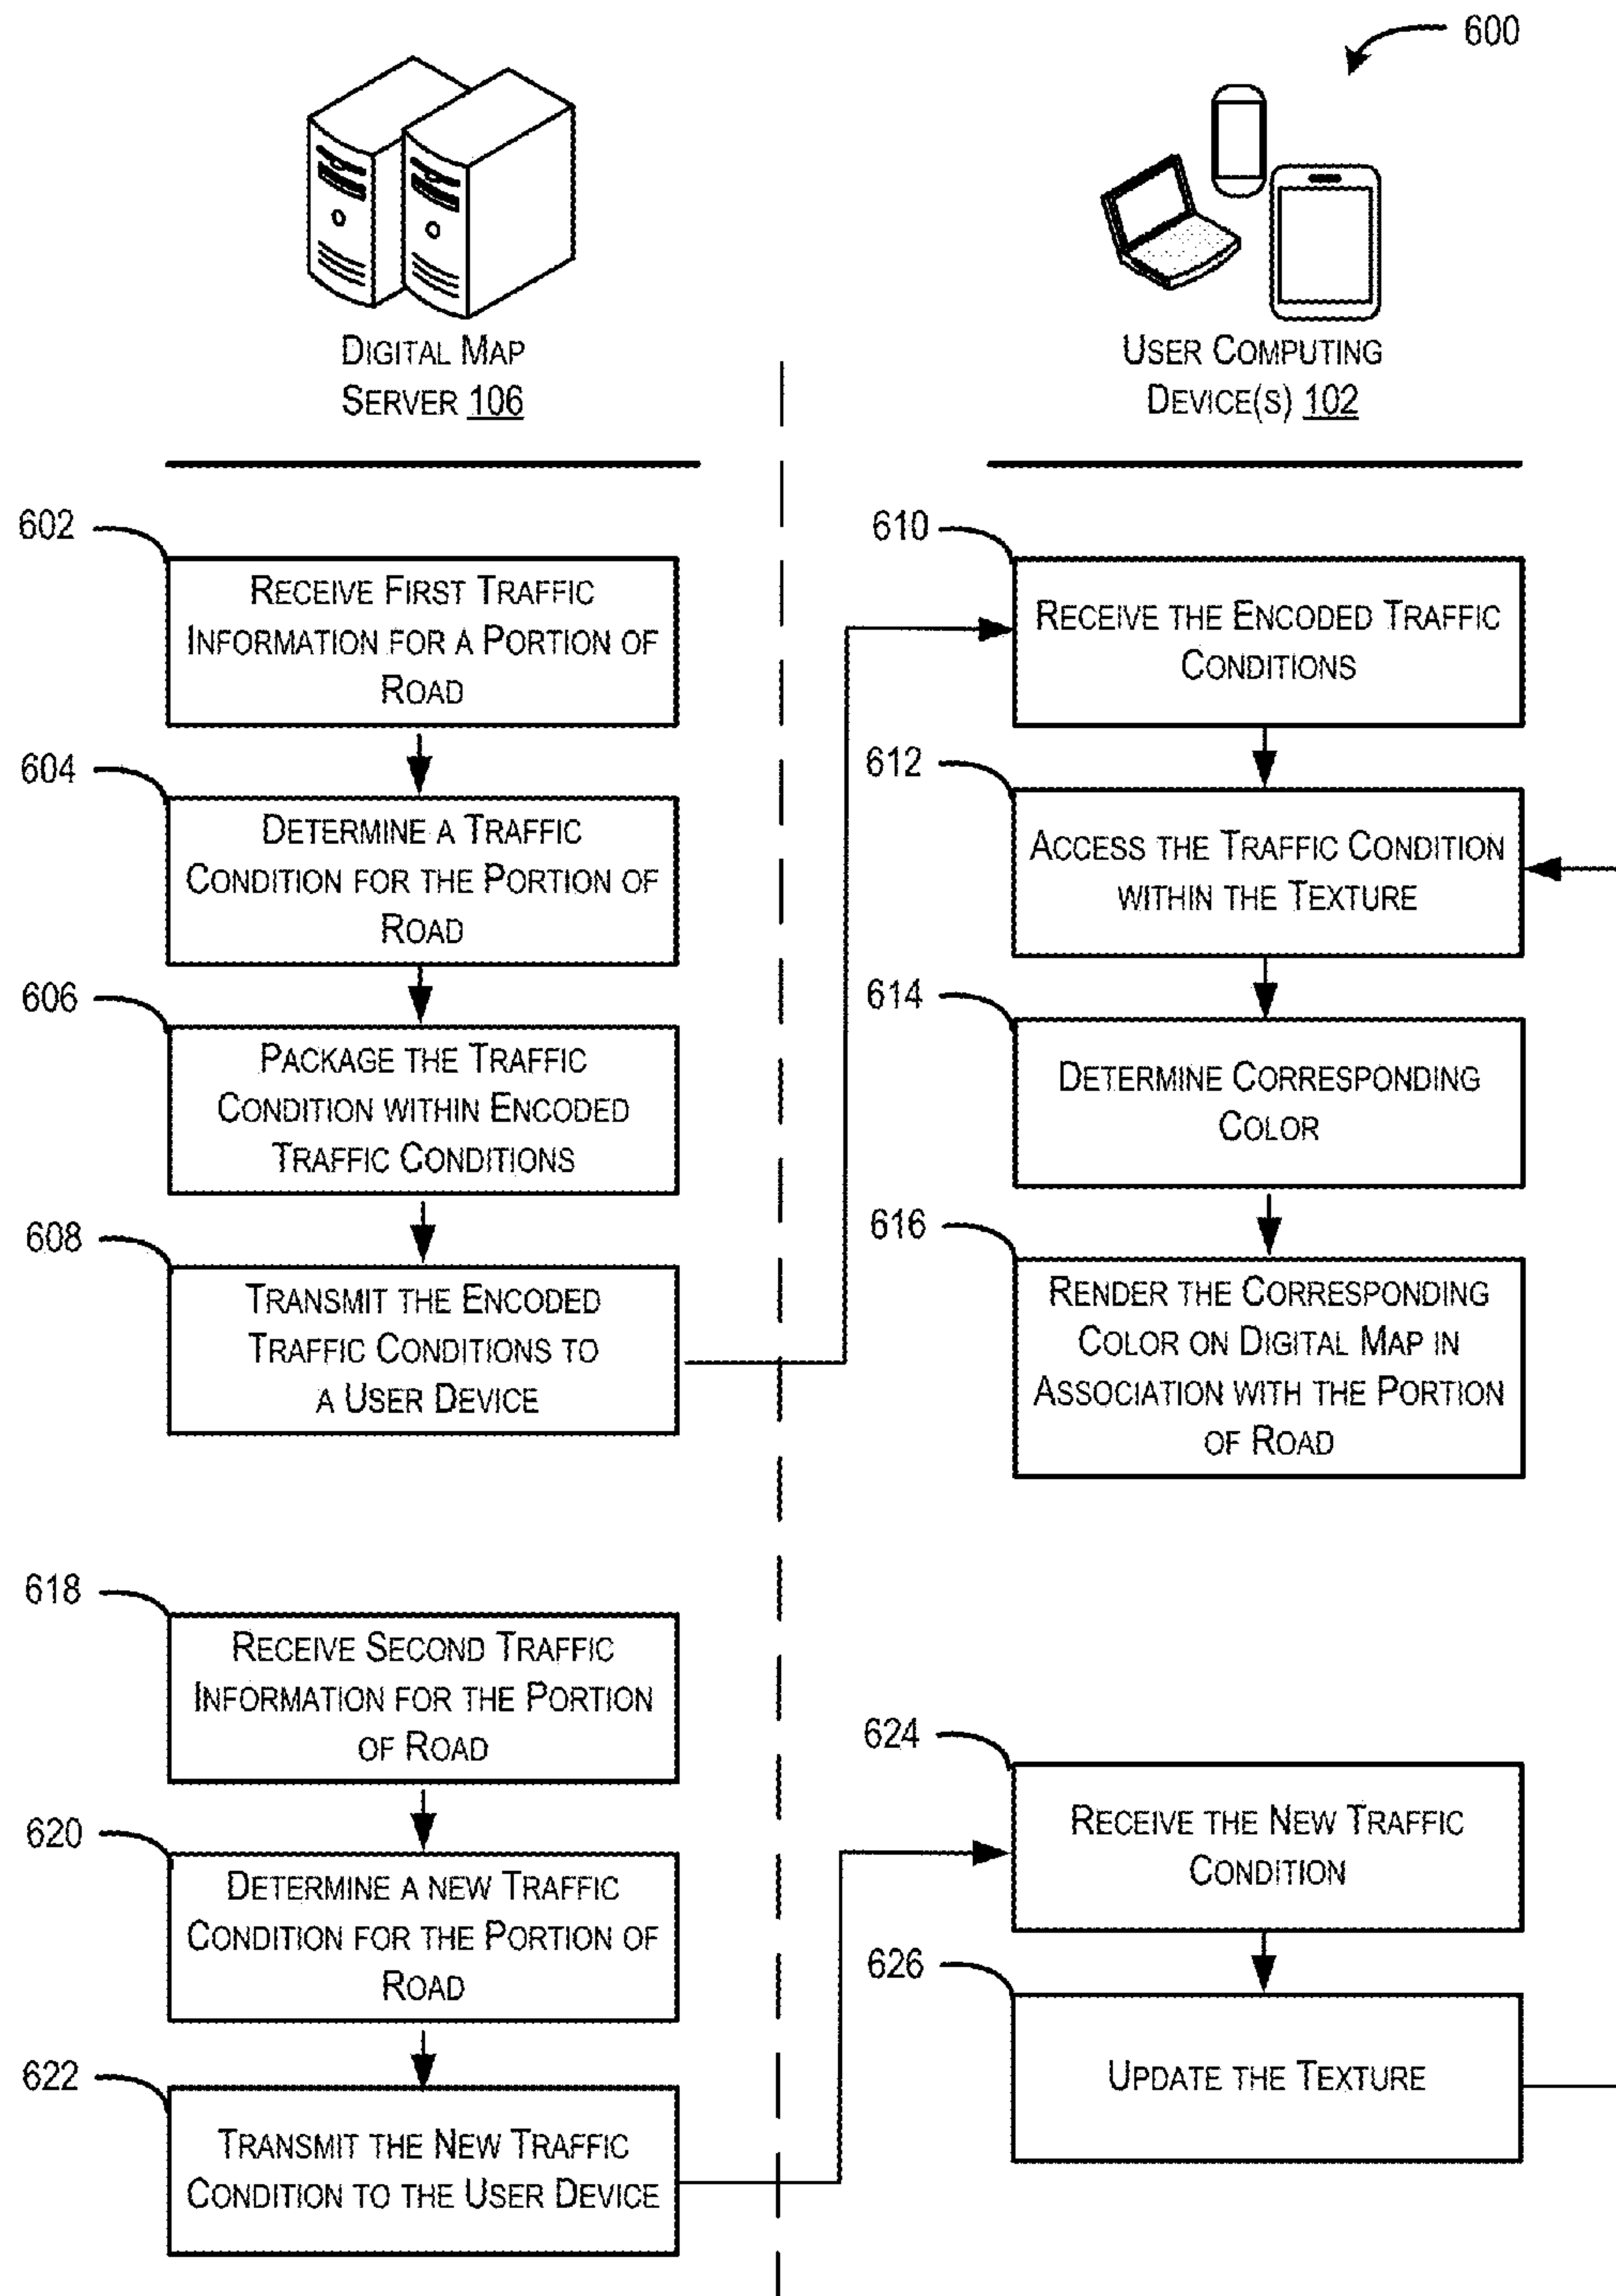 600
DIGITAL MAP
SERVER 106
USER COMPUTING
DEVICE(S) 102
602
RECEIVE FIRST TRAFFIC
INFORMATION FOR A PORTION OF
ROAD
604
DETERMINE A TRAFFIC
CONDITION FOR THE PORTION OF
ROAD
606
PACKAGE THE TRAFFIC
CONDITION WITHIN ENCODED
TRAFFIC CONDITIONS
608
TRANSMIT THE ENCODED
TRAFFIC CONDITIONS TO
A USER DEVICE
610
RECEIVE THE ENCODED TRAFFIC
CONDITIONS
612
ACCESS THE TRAFFIC CONDITION
WITHIN THE TEXTURE
614
DETERMINE CORRESPONDING
COLOR
616
RENDER THE CORRESPONDING
COLOR ON DIGITAL MAP IN
ASSOCIATION WITH THE PORTION
OF ROAD
618
RECEIVE SECOND TRAFFIC
INFORMATION FOR THE PORTION
OF ROAD
620
DETERMINE A NEW TRAFFIC
CONDITION FOR THE PORTION OF
ROAD
622
TRANSMIT THE NEW TRAFFIC
CONDITION TO THE USER DEVICE
624
RECEIVE THE NEW TRAFFIC
CONDITION
626
UPDATE THE TEXTURE